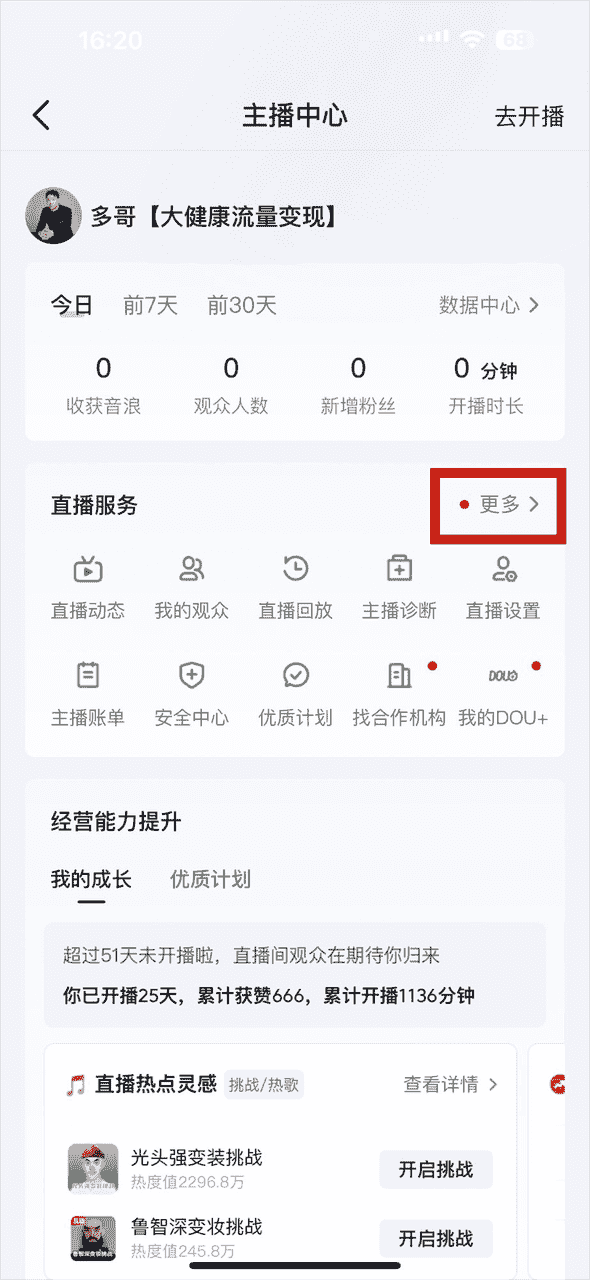 16:20
68
主播中心
去开播
多哥【大健康流量变现】
今日 前7天 前30天 数据中心
0 0 0 0 分钟
收获音浪 观众人数 新增粉丝 开播时长
直播服务 更多
直播动态 我的观众 直播回放 主播诊断 直播设置
DOU+
主播账单 安全中心 优质计划 找合作机构 我的DOU+
经营能力提升
我的成长 优质计划
超过51天未开播啦，直播间观众在期待你归来
你已开播25天，累计获赞666，累计开播1136分钟
直播热点灵感 挑战/热歌 查看详情
光头强变装挑战
热度值2296.8万
开启挑战
鲁智深变妆挑战
热度值245.8万
开启挑战